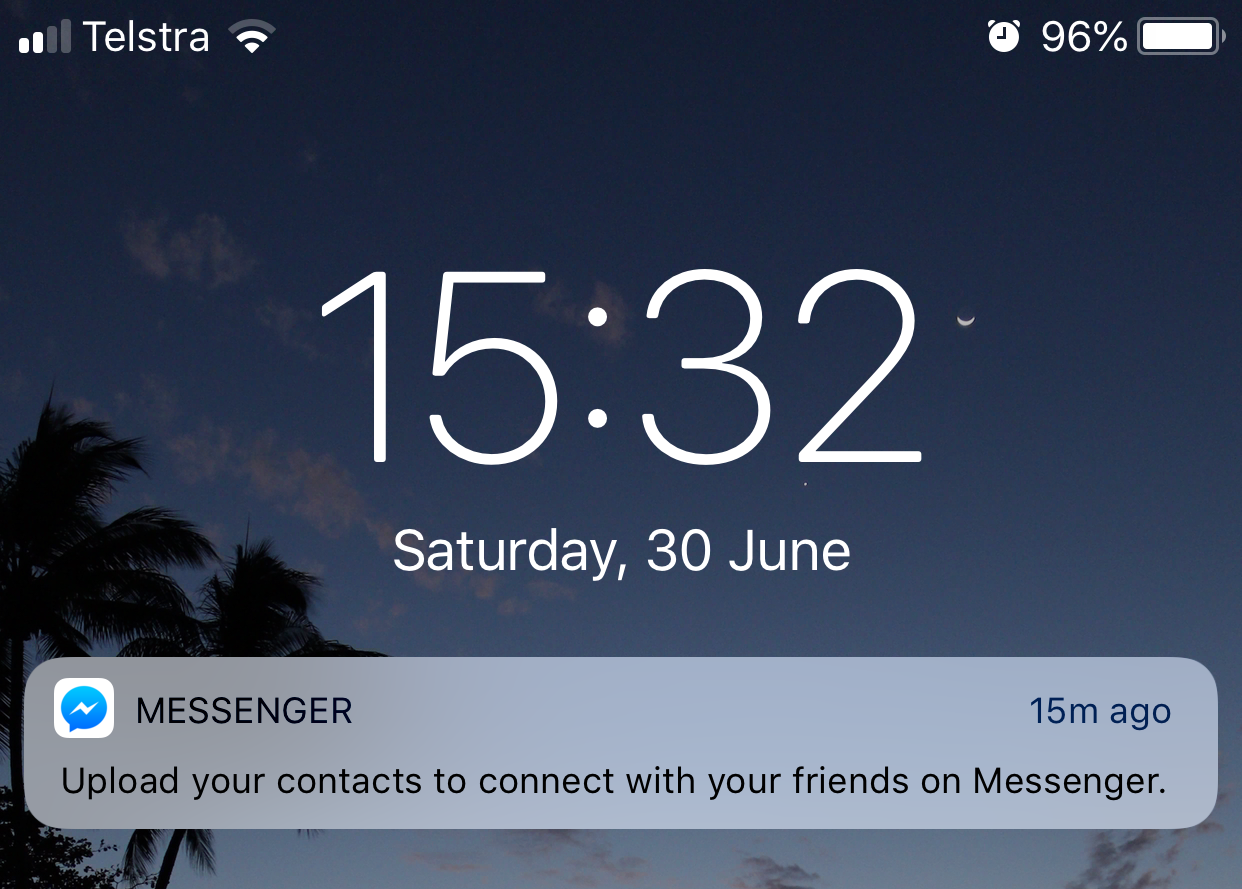 Telstra 96%
15:32
Saturday, 30 June
MESSENGER 15m ago
Upload your contacts to connect with your friends on Messenger.